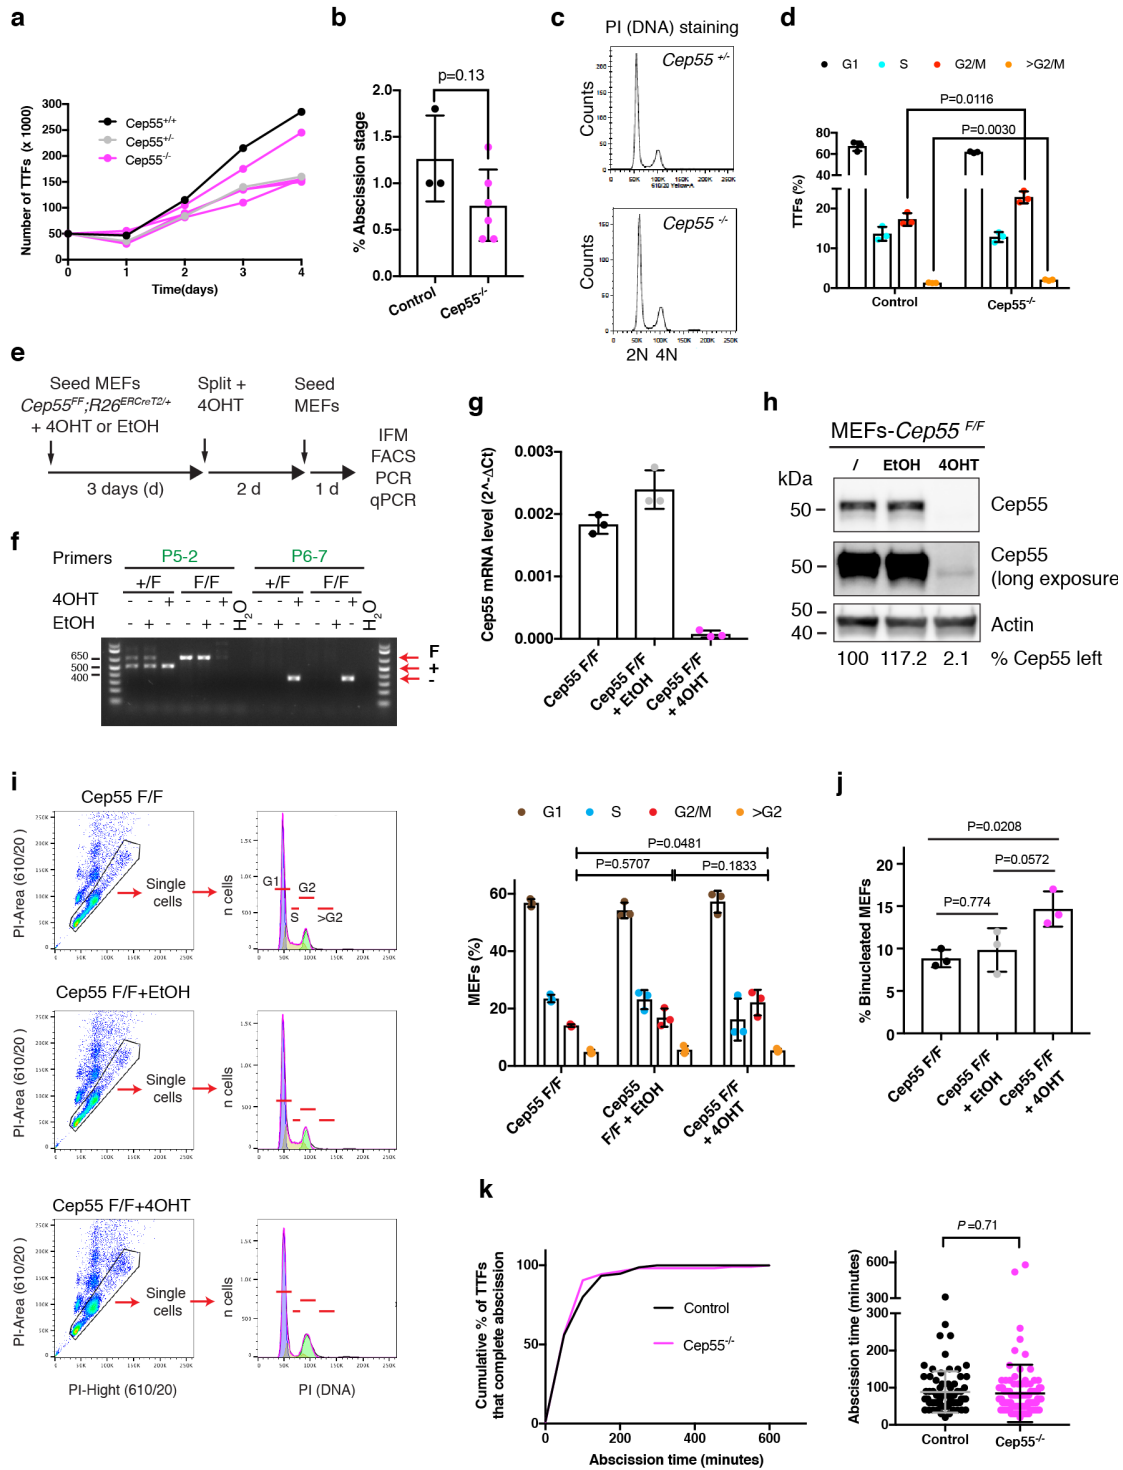 a
Number of TTFs (x 1000)
300
250
200
150
100
50
0
Cep55+/+
Cep55+/-
Cep55-/-
0 1 2 3 4
Time(days)
b
p=0.13
% Abscission stage
2.0
1.5
1.0
0.5
0.0
Control
Cep55-/-
c
PI (DNA) staining
Cep55 +/-
Counts
610/20 Yellow-A
Cep55 -/-
Counts
0 50K 100K 150K 200K 250K
2N 4N
d
G1 S G2/M >G2/M
P=0.0116
P=0.0030
TTFs (%)
80
60
40
20
10
0
Control
Cep55-/-
e
Seed MEFs
Cep55FF;R26ERCreT2/+
+ 4OHT or EtOH
Split +
4OHT
Seed
MEFs
3 days (d)
2 d
1 d
IFM
FACS
PCR
qPCR
f
Primers P5-2 P6-7
+/F F/F +/F F/F
4OHT - - + - - + - - + - - +
EtOH - + - - + - - + - - + -
H2O H2O
650
500
400
F
+
-
g
Cep55 mRNA level (2^-ΔCt)
0.003
0.002
0.001
0.000
Cep55 F/F
Cep55 F/F
+ EtOH
Cep55 F/F
+ 4OHT
h
MEFs-Cep55 F/F
/ EtOH 4OHT
kDa
50
Cep55
50
Cep55
(long exposure
50
40
Actin
100 117.2 2.1 % Cep55 left
i
Cep55 F/F
PI-Area (610/20 )
Single
cells
n cells
G1
G2
S
>G2
Cep55 F/F+EtOH
PI-Area (610/20)
Single
cells
n cells
Cep55 F/F+4OHT
PI-Area (610/20)
Single
cells
n cells
PI-Hight (610/20)
PI (DNA)
G1 S G2/M >G2
P=0.0481
P=0.5707
P=0.1833
MEFs (%)
60
40
20
0
Cep55 F/F
Cep55
F/F + EtOH
Cep55 F/F
+ 4OHT
j
P=0.0208
P=0.0572
P=0.774
% Binucleated MEFs
20
15
10
5
0
Cep55 F/F
Cep55 F/F
+ EtOH
Cep55 F/F
+ 4OHT
k
Cumulative % of TTFs
that complete abscission
100
50
0
Control
Cep55-/-
0 200 400 600
Abscission time (minutes)
P=0.71
Abscission time (minutes)
600
300
300
200
100
0
Control
Cep55-/-